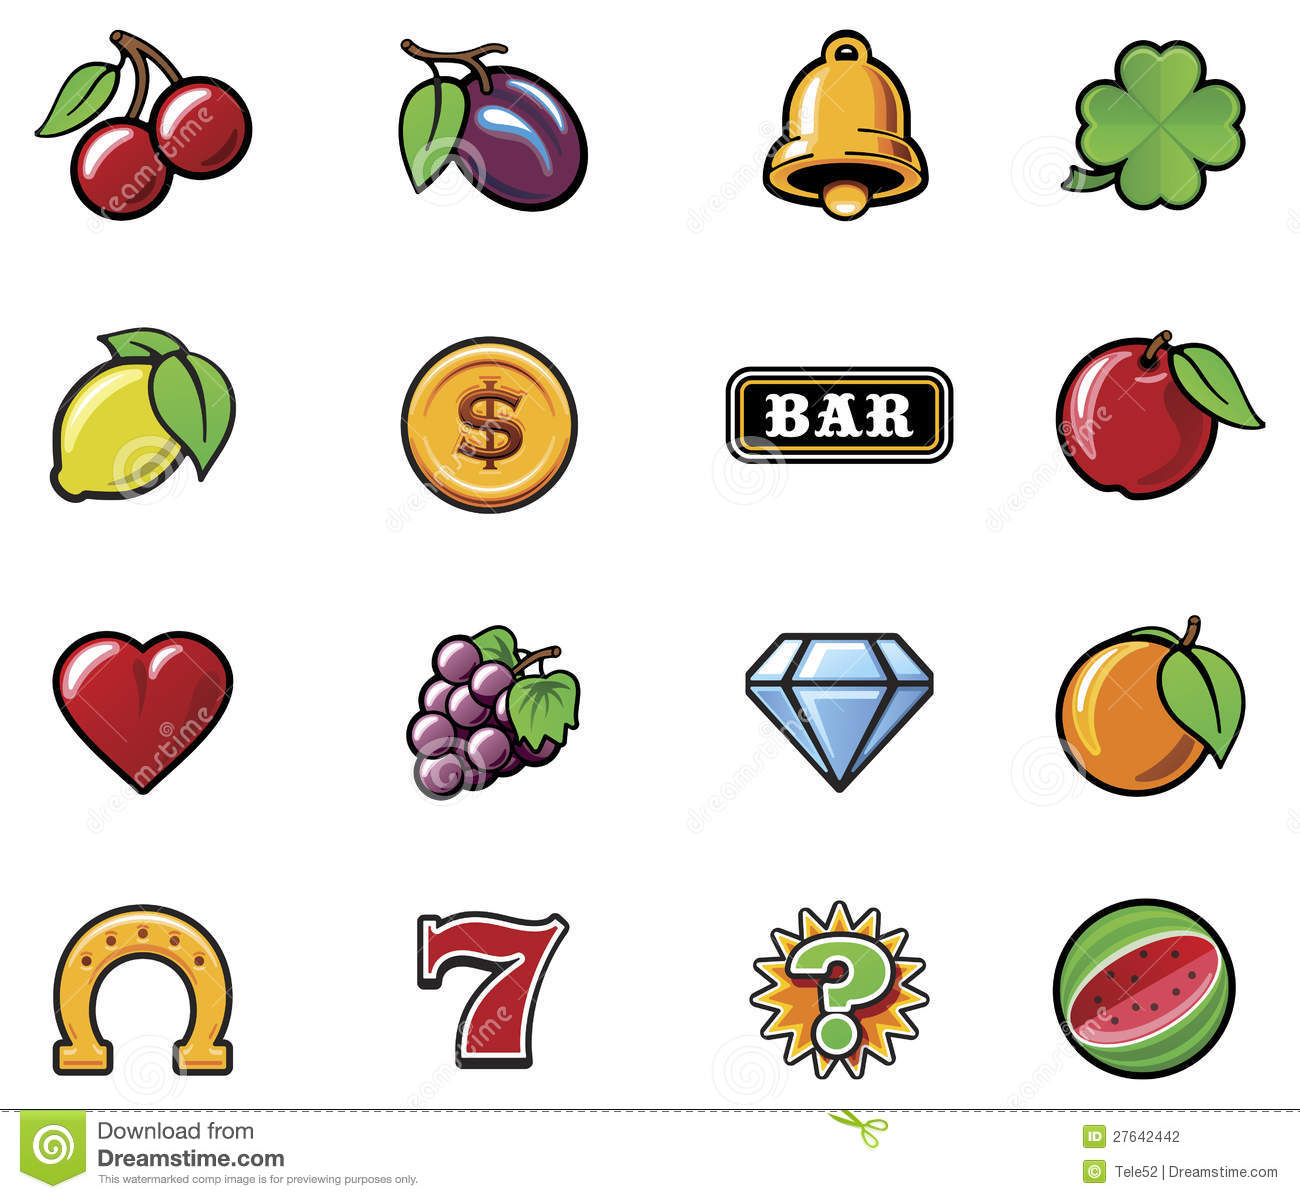 $
BAR
7
?
Download from
Dreamstime.com
This watermarked comp image is for previewing purposes only.
ID 27642442
© Tele52 | Dreamstime.com